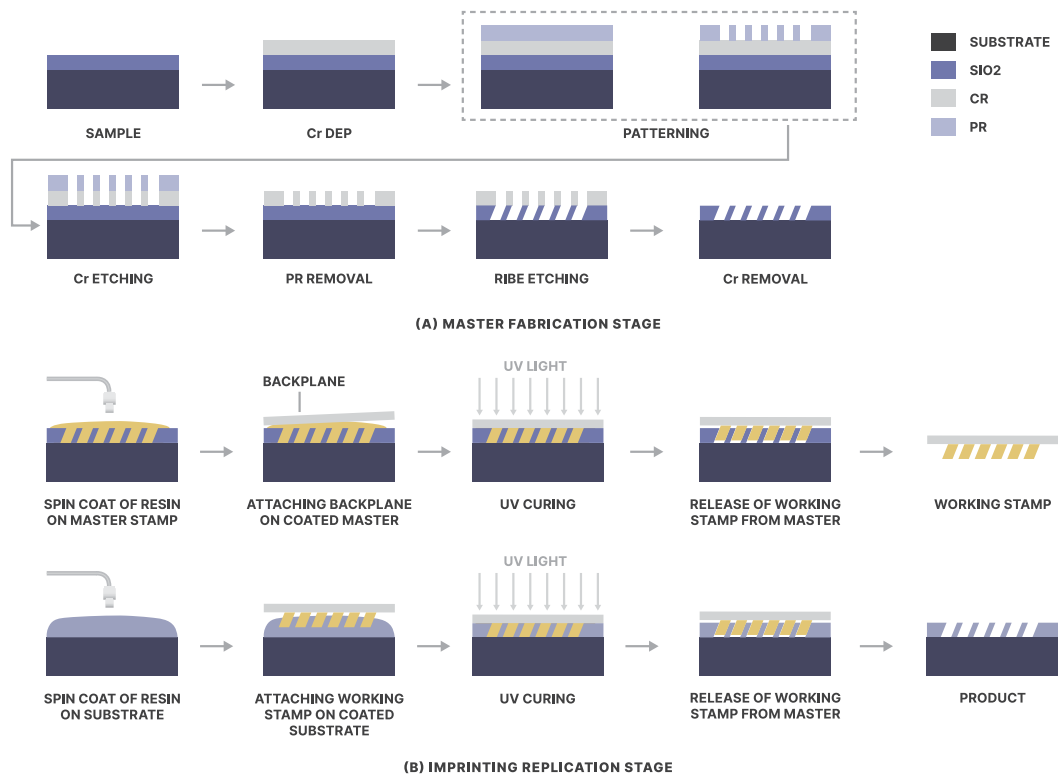 SUBSTRATE
SIO2
CR
PR
SAMPLE
Cr DEP
PATTERNING
Cr ETCHING
PR REMOVAL
RIBE ETCHING
Cr REMOVAL
(A) MASTER FABRICATION STAGE
UV LIGHT
BACKPLANE
SPIN COAT OF RESIN
ON MASTER STAMP
ATTACHING BACKPLANE
ON COATED MASTER
UV CURING
RELEASE OF WORKING
STAMP FROM MASTER
WORKING STAMP
UV LIGHT
SPIN COAT OF RESIN
ON SUBSTRATE
ATTACHING WORKING
STAMP ON COATED
SUBSTRATE
UV CURING
RELEASE OF WORKING
STAMP FROM MASTER
PRODUCT
(B) IMPRINTING REPLICATION STAGE